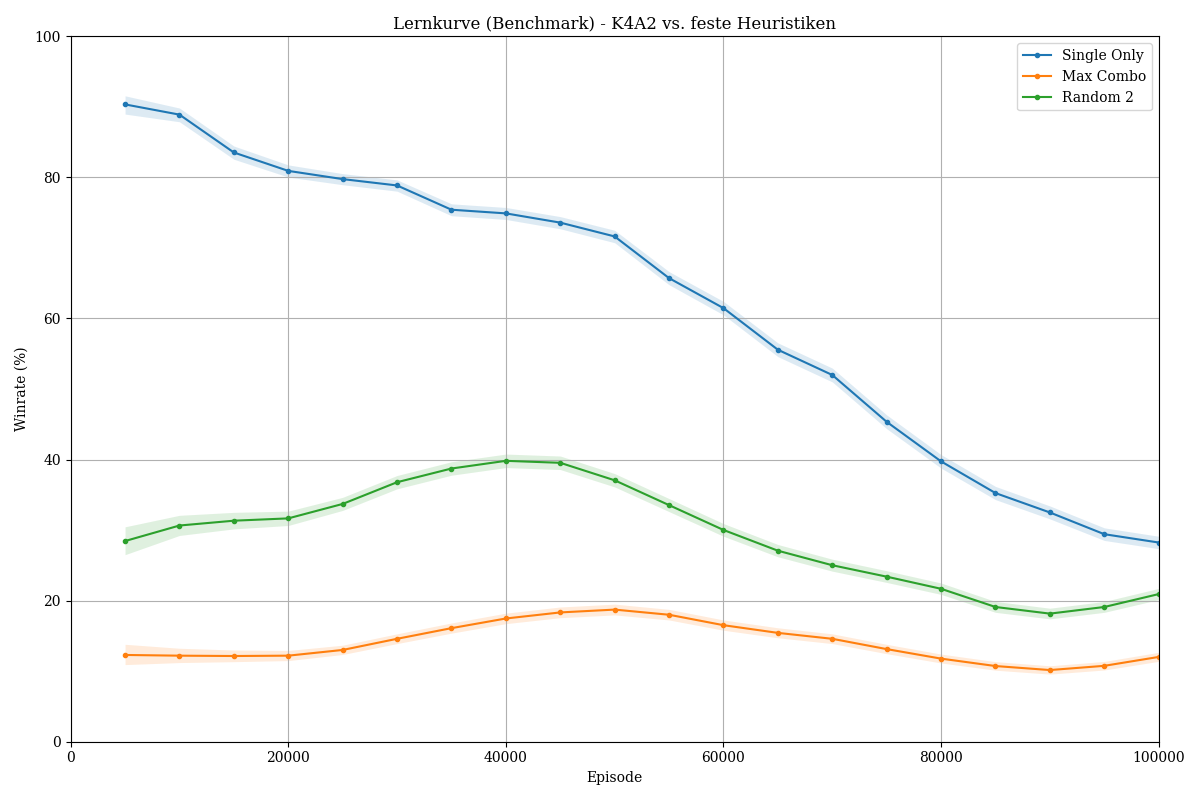 Lernkurve (Benchmark) - K4A2 vs. feste Heuristiken
100
80
60
40
20
0
Winrate (%)
Single Only
Max Combo
Random 2
0 20000 40000 60000 80000 100000
Episode